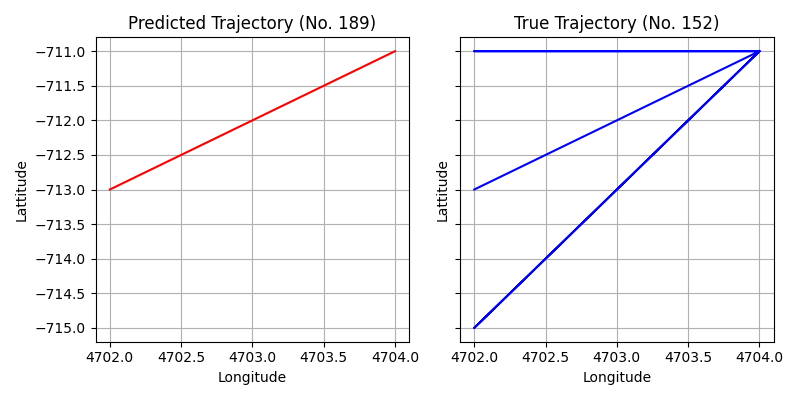 Predicted Trajectory (No. 189)
True Trajectory (No. 152)
−711.0
−711.5
−712.0
−712.5
−713.0
−713.5
−714.0
−714.5
−715.0
Lattitude
Lattitude
4702.0 4702.5 4703.0 4703.5 4704.0
4702.0 4702.5 4703.0 4703.5 4704.0
Longitude
Longitude